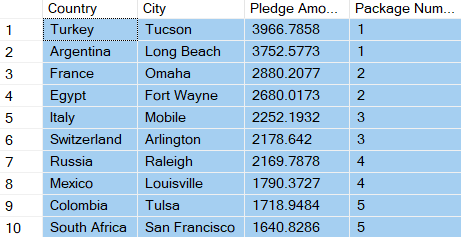 Country City Pledge Amo... Package Num...
1 Turkey Tucson 3966.7858 1
2 Argentina Long Beach 3752.5773 1
3 France Omaha 2880.2077 2
4 Egypt Fort Wayne 2680.0173 2
5 Italy Mobile 2252.1932 3
6 Switzerland Arlington 2178.642 3
7 Russia Raleigh 2169.7878 4
8 Mexico Louisville 1790.3727 4
9 Colombia Tulsa 1718.9484 5
10 South Africa San Francisco 1640.8286 5